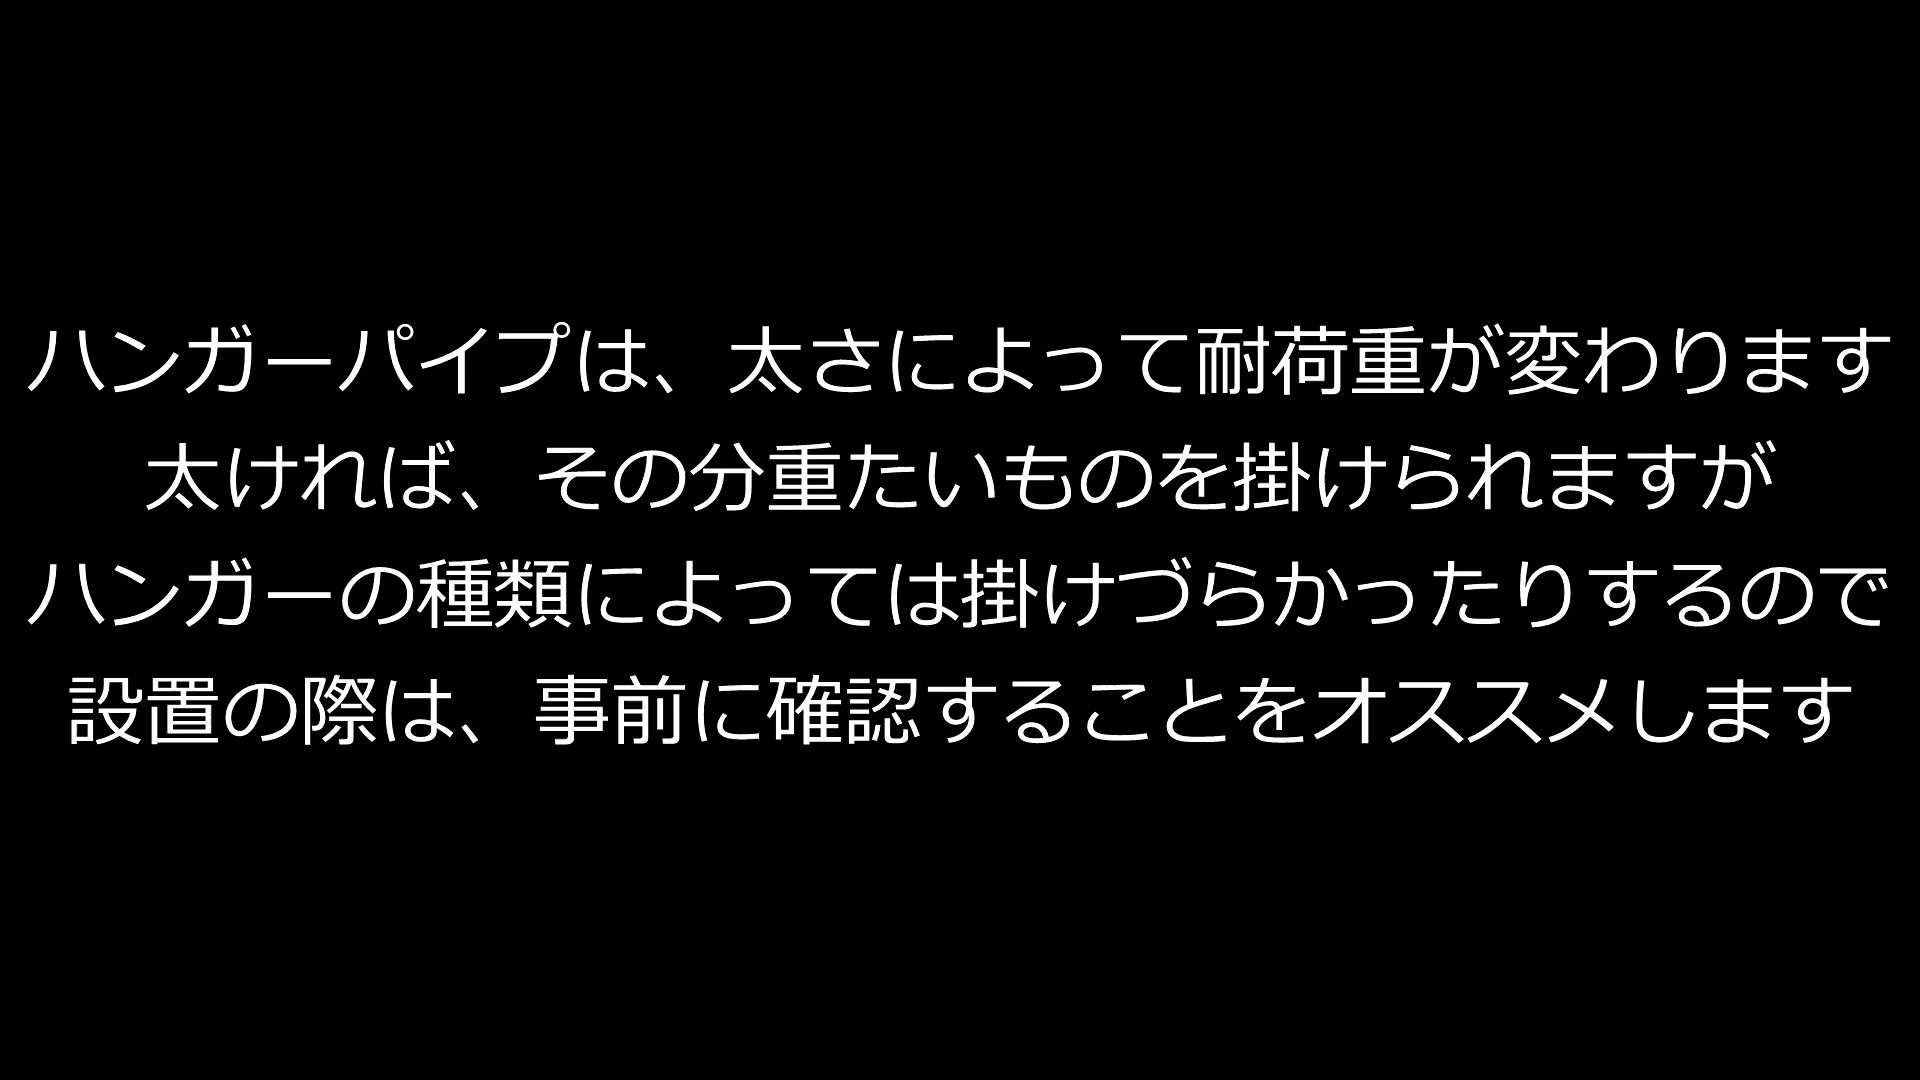 ハンガーパイプは、太さによって耐荷重が変わります
太ければ、その分重たいものを掛けられますが
ハンガーの種類によっては掛けづらかったりするので
設置の際は、事前に確認することをオススメします